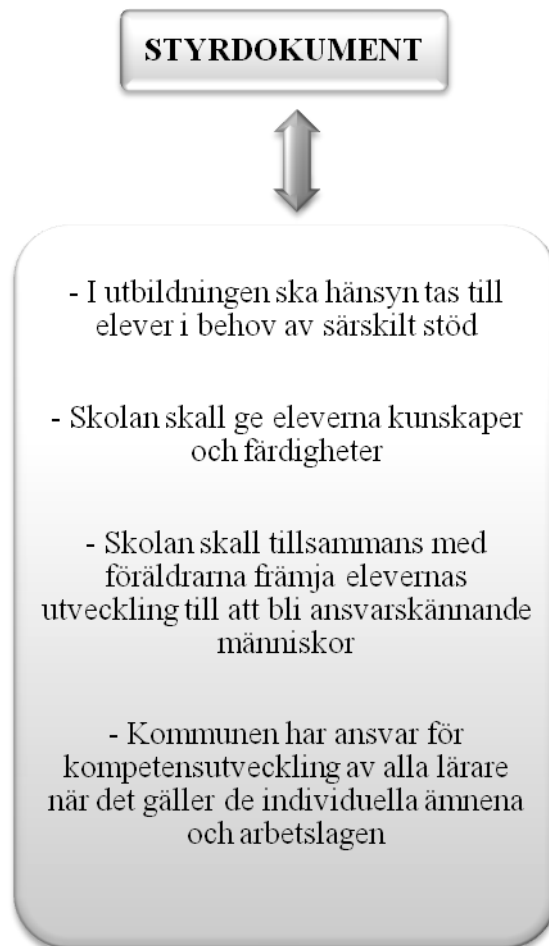 STYRDOKUMENT
- I utbildningen ska hänsyn tas till
elever i behov av särskilt stöd
- Skolan skall ge eleverna kunskaper
och färdigheter
- Skolan skall tillsammans med
föräldrarna främja elevernas
utveckling till att bli ansvarskännande
människor
- Kommunen har ansvar för
kompetensutveckling av alla lärare
när det gäller de individuella ämnena
och arbetslagen